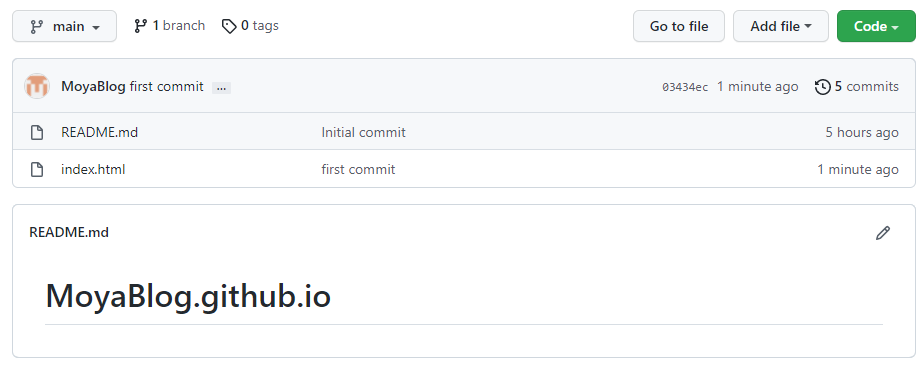 main 1 branch 0 tags Go to file Add file Code
MoyaBlog first commit ... 03434ec 1 minute ago 5 commits
README.md Initial commit 5 hours ago
index.html first commit 1 minute ago
README.md
MoyaBlog.github.io